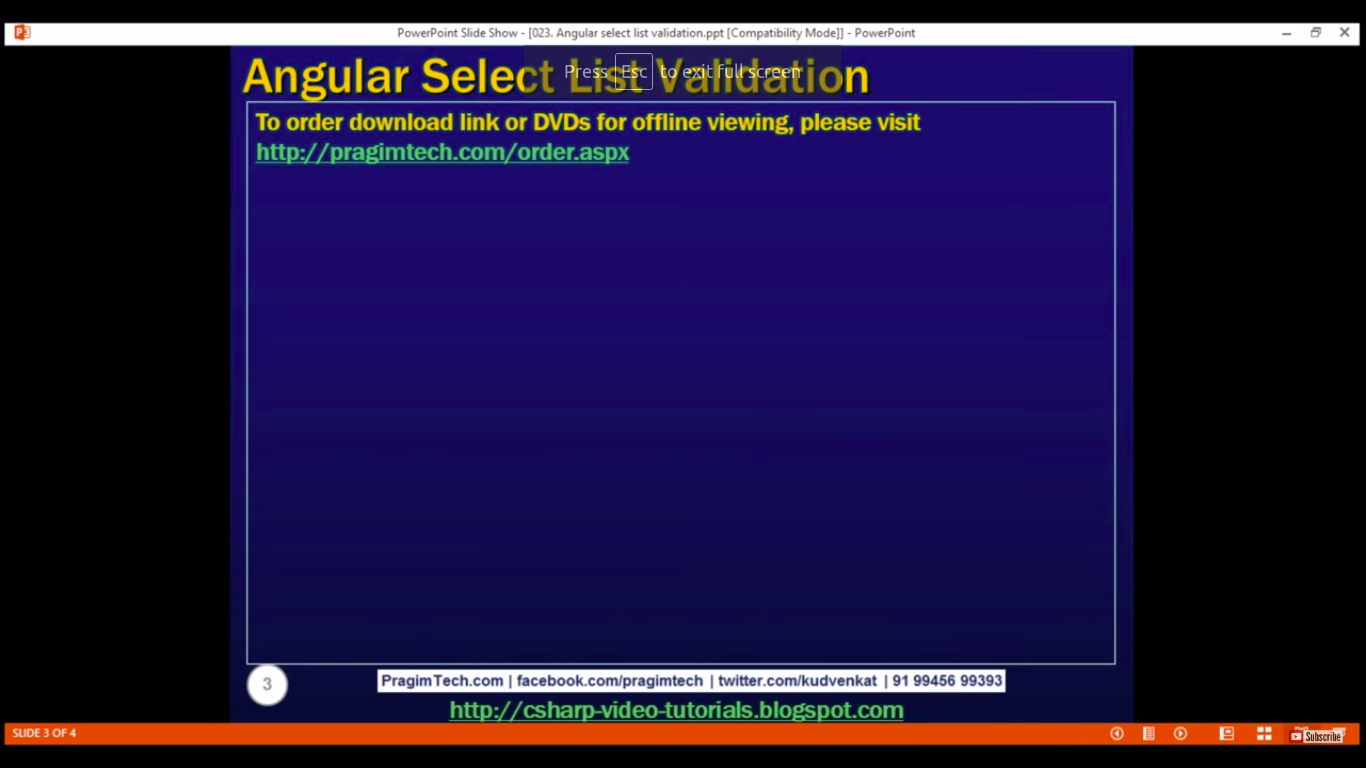 PowerPoint Slide Show - [023. Angular select list validation.ppt [Compatibility Mode]] - PowerPoint
Angular Select List Validation
Press Esc to exit full screen
To order download link or DVDs for offline viewing, please visit
http://pragimtech.com/order.aspx
3
PragimTech.com | facebook.com/pragimtech | twitter.com/kudvenkat | 91 99456 99393
http://csharp-video-tutorials.blogspot.com
SLIDE 3 OF 4
Subscribe